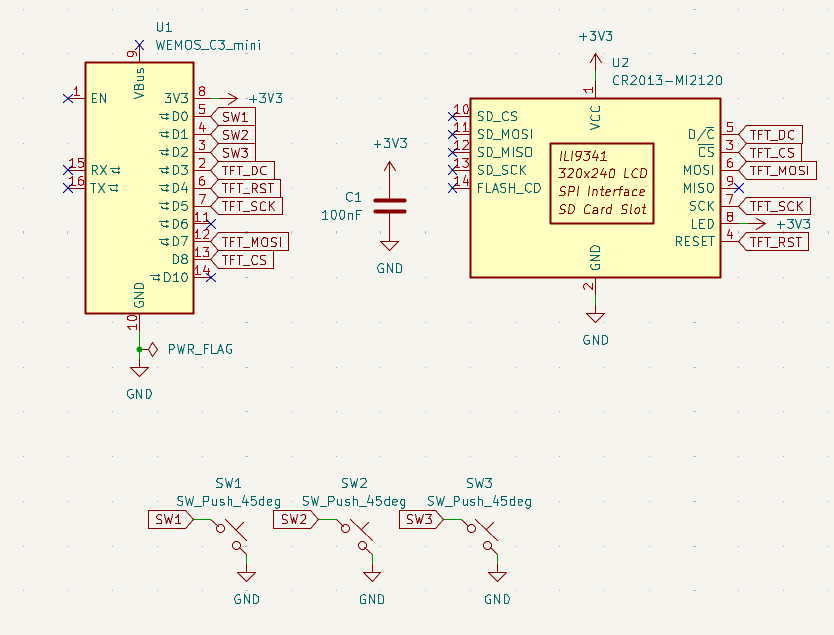 U1
WEMOS_C3_mini
9
VBus
1
EN
3V3
8
+3V3
D0
5
SW1
D1
4
SW2
D2
3
SW3
15
RX
D3
2
TFT_DC
16
TX
D4
6
TFT_RST
D5
7
TFT_SCK
D6
11
D7
12
TFT_MOSI
D8
13
TFT_CS
D10
14
GND
10
PWR_FLAG
GND
+3V3
C1
100nF
GND
+3V3
U2
CR2013-MI2120
1
VCC
10
SD_CS
11
SD_MOSI
12
SD_MISO
13
SD_SCK
14
FLASH_CD
ILI9341
320x240 LCD
SPI Interface
SD Card Slot
D/C
5
TFT_DC
CS
3
TFT_CS
MOSI
6
TFT_MOSI
MISO
9
SCK
7
TFT_SCK
LED
8
+3V3
RESET
4
TFT_RST
GND
2
GND
SW1
SW_Push_45deg
SW1
GND
SW2
SW_Push_45deg
SW2
GND
SW3
SW_Push_45deg
SW3
GND